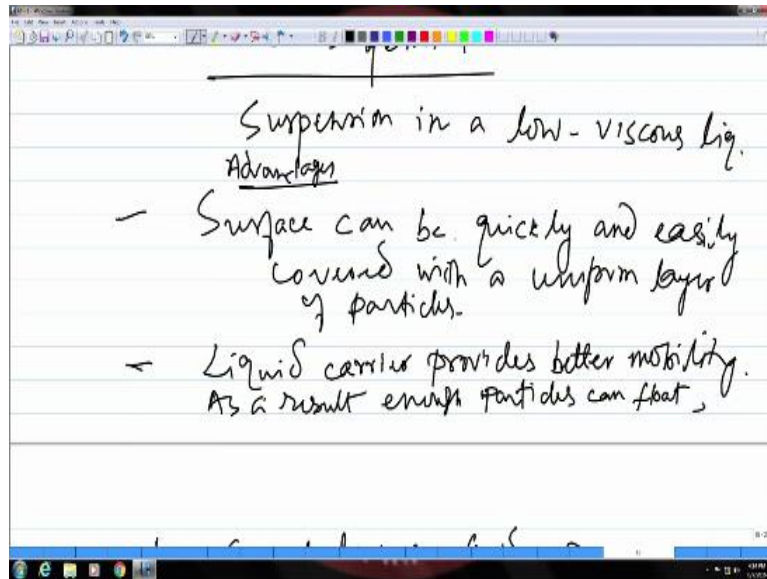 Suspension in a low-viscous liq.
Advantages
- Surface can be quickly and easily
covered with a uniform layer
of particles.
- Liquid carrier provides better mobility.
As a result enough particles can float,